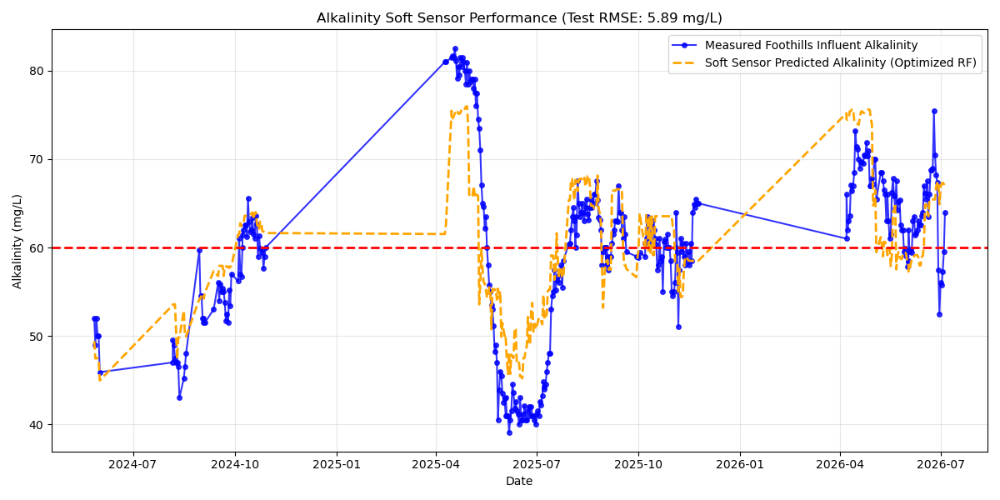 Alkalinity Soft Sensor Performance (Test RMSE: 5.89 mg/L)
Measured Foothills Influent Alkalinity
Soft Sensor Predicted Alkalinity (Optimized RF)
Alkalinity (mg/L)
80
70
60
50
40
2024-07 2024-10 2025-01 2025-04 2025-07 2025-10 2026-01 2026-04 2026-07
Date